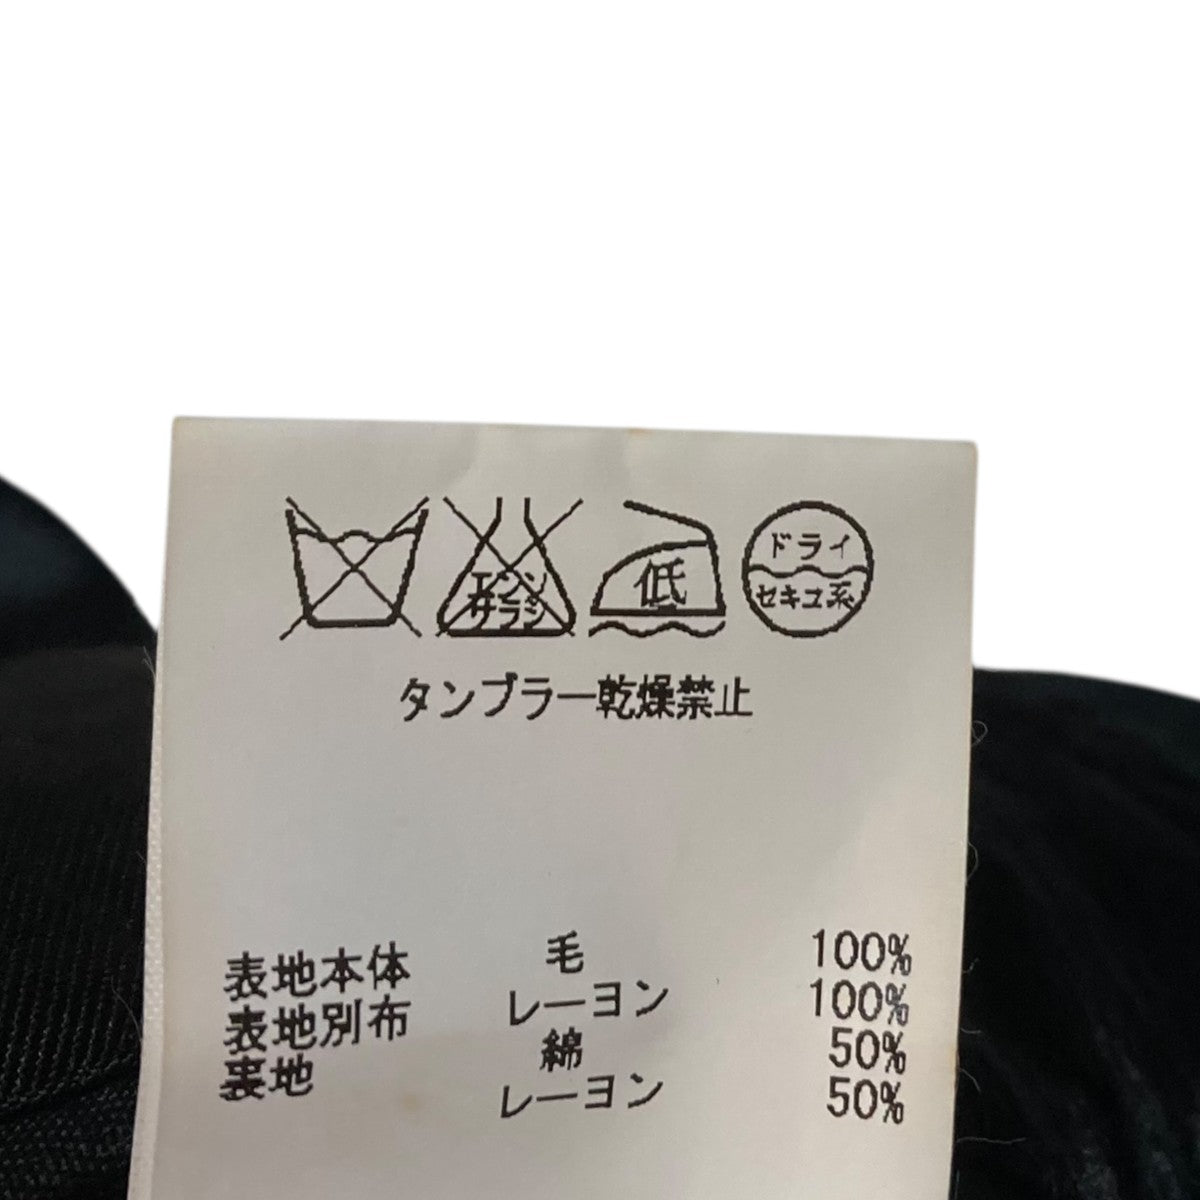 エンソ
サラシ
低
ドライ
セキユ系
タンブラー乾燥禁止
表地本体 毛 100%
表地別布 レーヨン 100%
裏地 綿 50%
レーヨン 50%